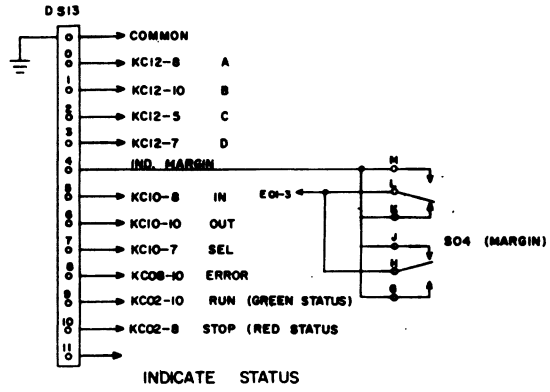 DS13
COMMON
0 KC12-8 A
1 KC12-10 B
2 KC12-5 C
3 KC12-7 D
4 IND. MARGIN
5 KC10-8 IN
6 KC10-10 OUT
7 KC10-7 SEL
8 KC08-10 ERROR
9 KC02-10 RUN (GREEN STATUS)
10 KC02-8 STOP (RED STATUS
11
M
L
E01-3
K
J
S04 (MARGIN)
H
INDICATE STATUS